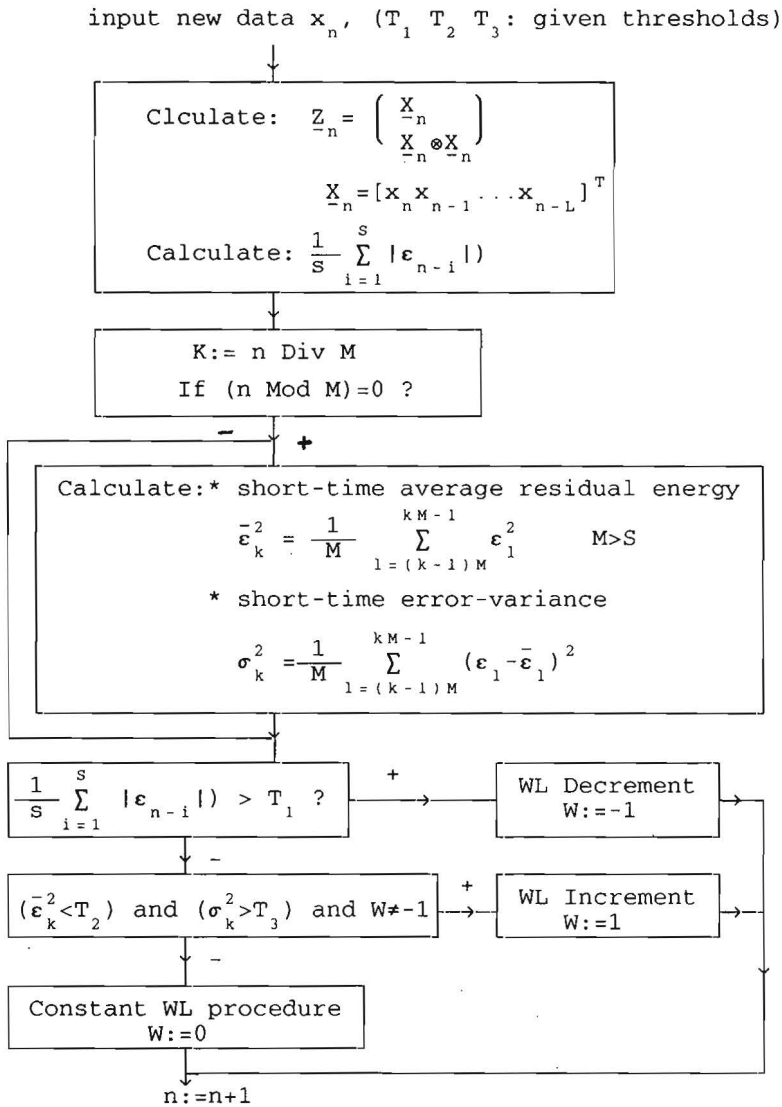 input new data x_n, (T_1 T_2 T_3: given thresholds)
Clculate: Z_n = ( X_n
X_n ⊗ X_n )
X_n = [x_n x_{n-1} ... x_{n-L}]^T
Calculate: 1/s Σ_{i=1}^{S} |ε_{n-i}|)
K:= n Div M
If (n Mod M)=0 ?
- +
Calculate:* short-time average residual energy
ε̄_k^2 = 1/M Σ_{l=(k-1)M}^{kM-1} ε_l^2 M>S
* short-time error-variance
σ_k^2 = 1/M Σ_{l=(k-1)M}^{kM-1} (ε_l-ε̄_l)^2
1/s Σ_{i=1}^{S} |ε_{n-i}|) > T_1 ?
+
WL Decrement
W:=-1
-
(ε̄_k^2<T_2) and (σ_k^2>T_3) and W≠-1
+
WL Increment
W:=1
-
Constant WL procedure
W:=0
n:=n+1